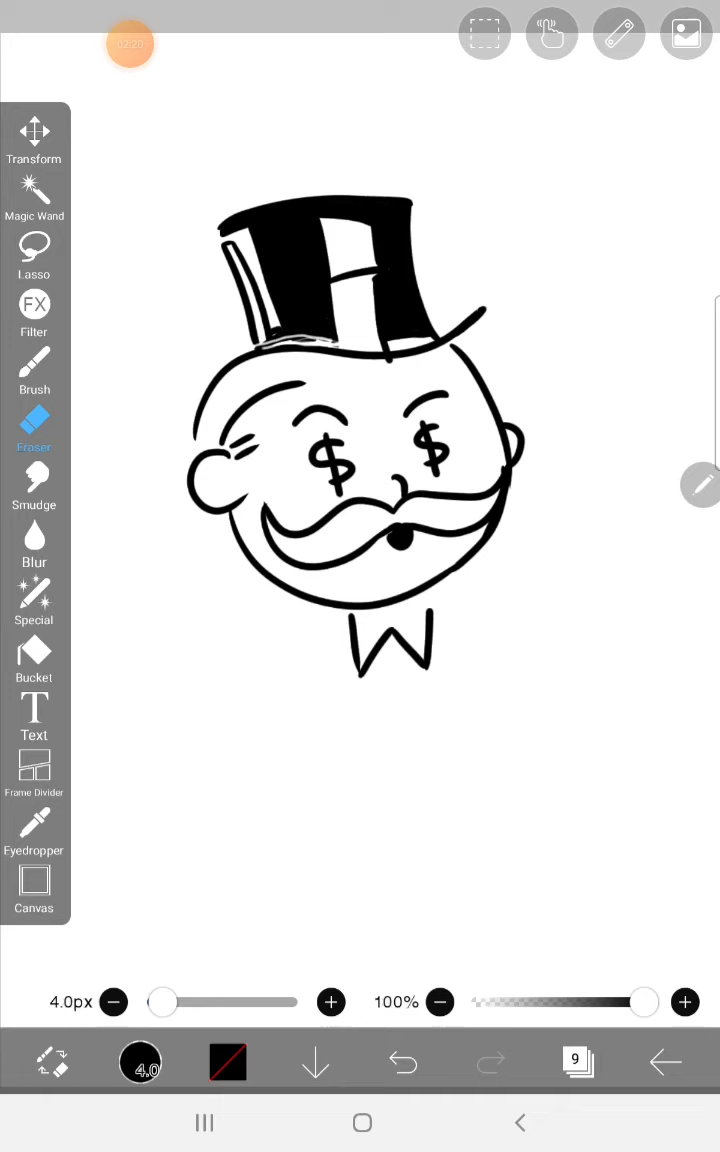 02:20
Transform
Magic Wand
Lasso
FX
Filter
Brush
Eraser
Smudge
Blur
Special
Bucket
T
Text
Frame Divider
Eyedropper
Canvas
$ $
4.0px
100%
4.0
9